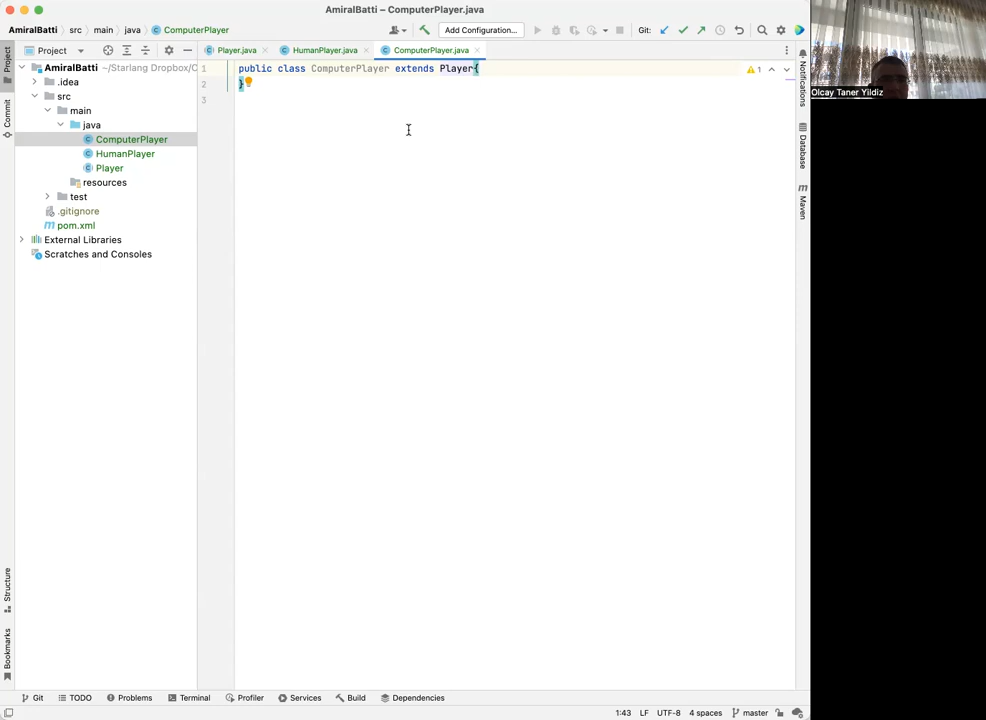 AmiralBatti – ComputerPlayer.java
AmiralBatti
src
main
java
ComputerPlayer
Add Configuration...
Git:
Project
Player.java
HumanPlayer.java
ComputerPlayer.java
AmiralBatti ~/Starlang Dropbox/C
.idea
src
main
java
ComputerPlayer
HumanPlayer
Player
resources
test
.gitignore
pom.xml
External Libraries
Scratches and Consoles
1 public class ComputerPlayer extends Player{
2 }
3
1
Project
Commit
Structure
Bookmarks
Notifications
Database
Maven
Olcay Taner Yildiz
Git
TODO
Problems
Terminal
Profiler
Services
Build
Dependencies
1:43 LF UTF-8 4 spaces master